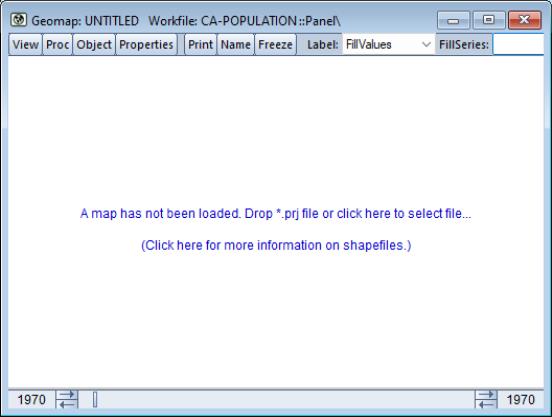 Geomap: UNTITLED Workfile: CA-POPULATION::Panel\
View Proc Object Properties Print Name Freeze Label: FillValues FillSeries:
A map has not been loaded. Drop *.prj file or click here to select file...
(Click here for more information on shapefiles.)
1970 1970